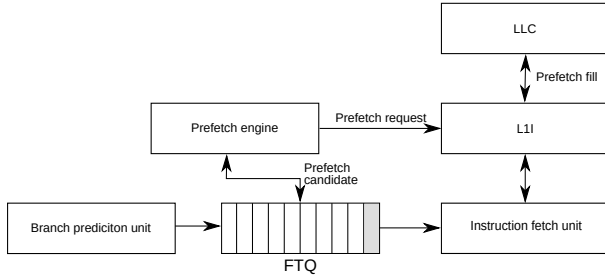 LLC
Prefetch fill
Prefetch engine
Prefetch request
L1I
Prefetch
candidate
Branch prediciton unit
Instruction fetch unit
FTQ